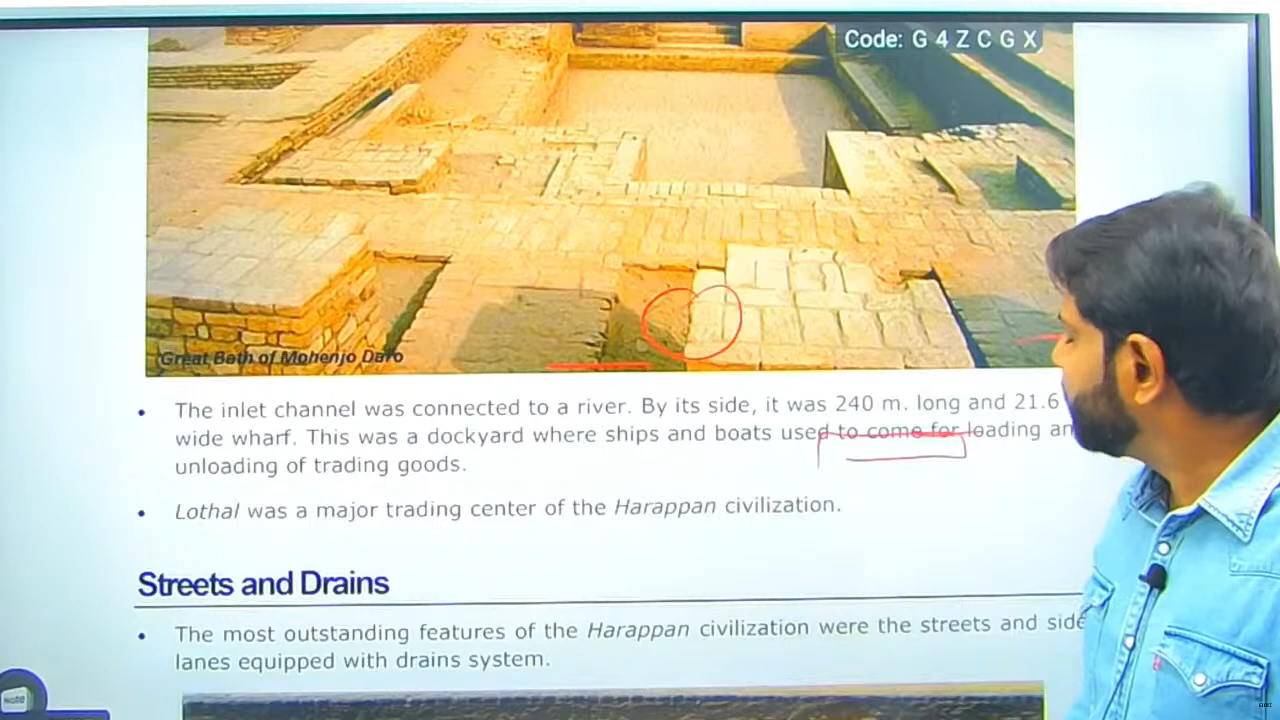 Code: G 4 Z C G X
Great Bath of Mohenjo Daro
• The inlet channel was connected to a river. By its side, it was 240 m. long and 21.6
wide wharf. This was a dockyard where ships and boats used to come for loading an
unloading of trading goods.
• Lothal was a major trading center of the Harappan civilization.
Streets and Drains
• The most outstanding features of the Harappan civilization were the streets and side
lanes equipped with drains system.
Note